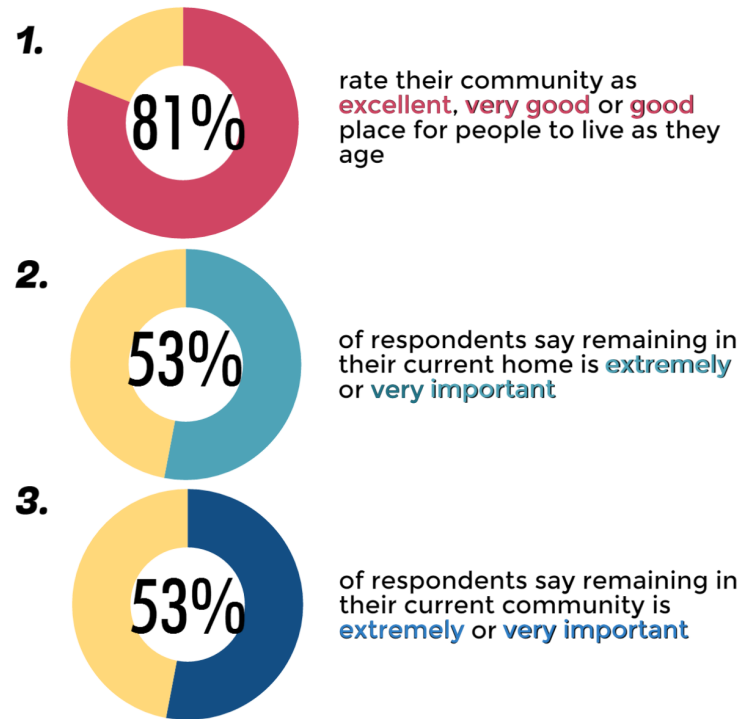 1.
81%
rate their community as
excellent, very good or good
place for people to live as they
age
2.
53%
of respondents say remaining in
their current home is extremely
or very important
3.
53%
of respondents say remaining in
their current community is
extremely or very important